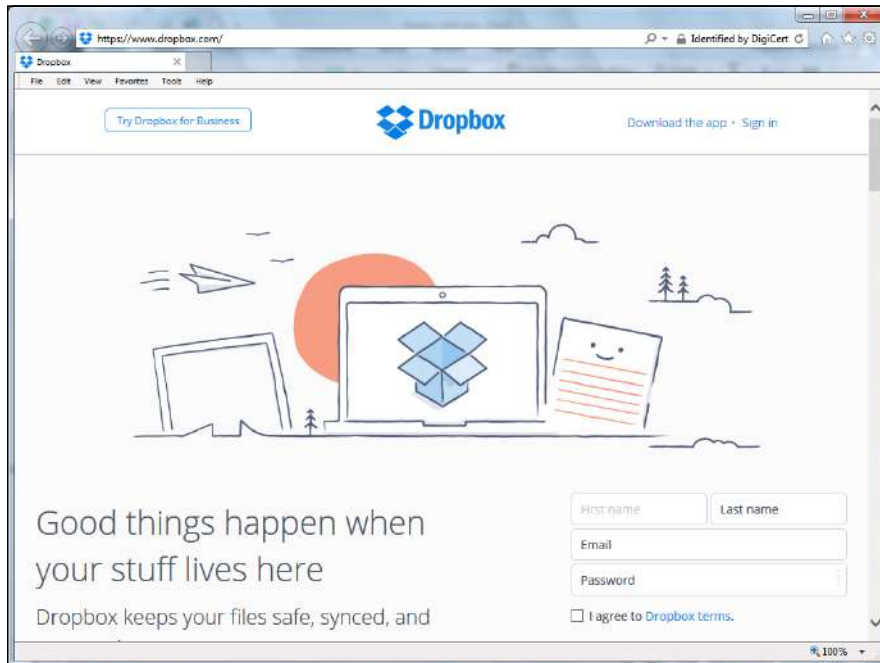 https://www.dropbox.com/
Identified by DigiCert
Dropbox
File Edit View Favorites Tools Help
Try Dropbox for Business
Dropbox
Download the app • Sign in
Good things happen when
your stuff lives here
Dropbox keeps your files safe, synced, and
First name
Last name
Email
Password
I agree to Dropbox terms.
100%